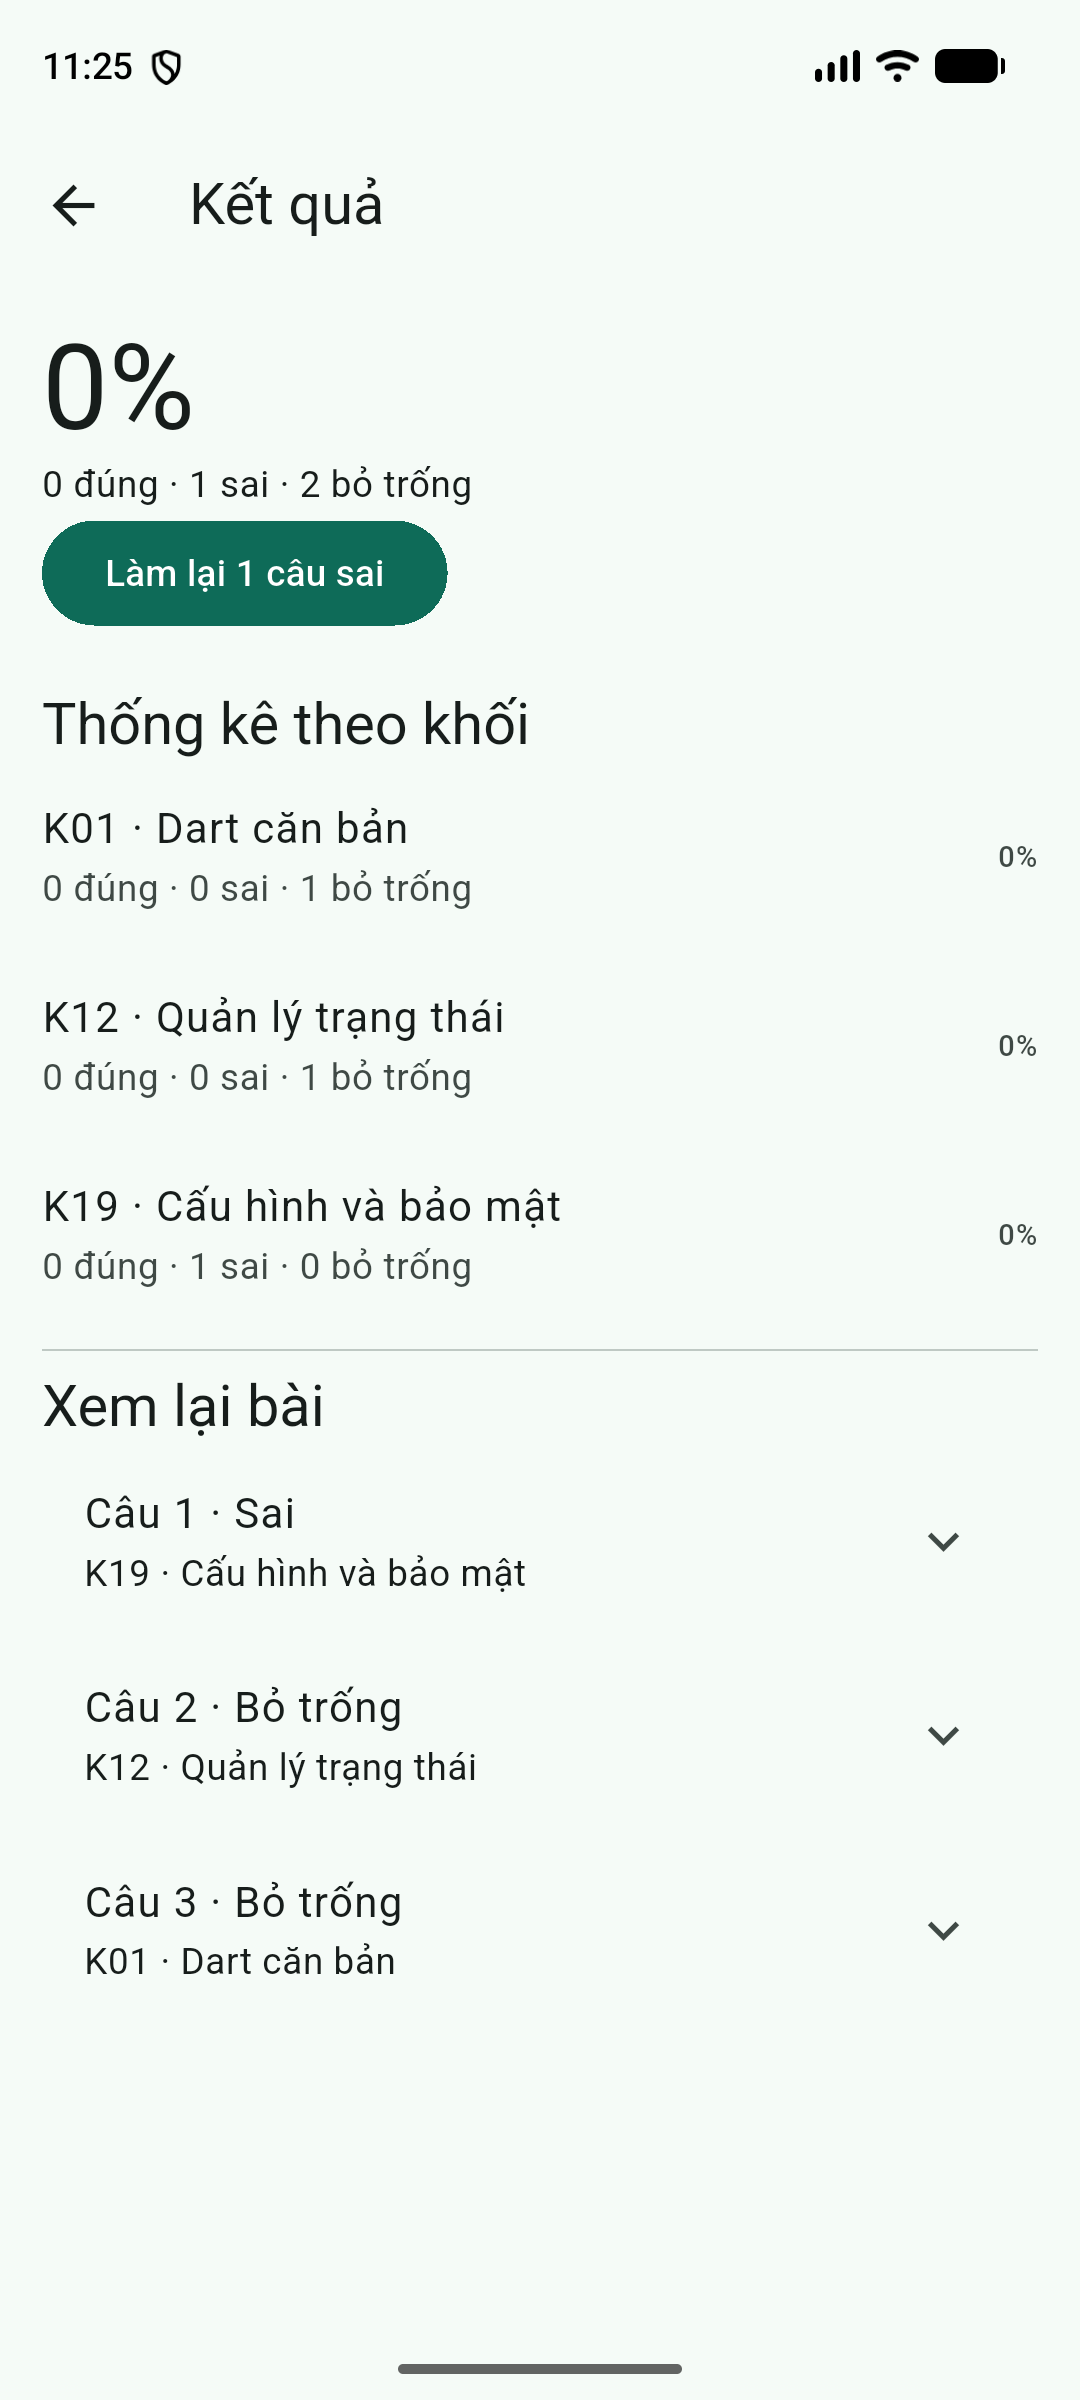 11:25
Kết quả
0%
0 đúng · 1 sai · 2 bỏ trống
Làm lại 1 câu sai
Thống kê theo khối
K01 · Dart căn bản
0 đúng · 0 sai · 1 bỏ trống
0%
K12 · Quản lý trạng thái
0 đúng · 0 sai · 1 bỏ trống
0%
K19 · Cấu hình và bảo mật
0 đúng · 1 sai · 0 bỏ trống
0%
Xem lại bài
Câu 1 · Sai
K19 · Cấu hình và bảo mật
Câu 2 · Bỏ trống
K12 · Quản lý trạng thái
Câu 3 · Bỏ trống
K01 · Dart căn bản